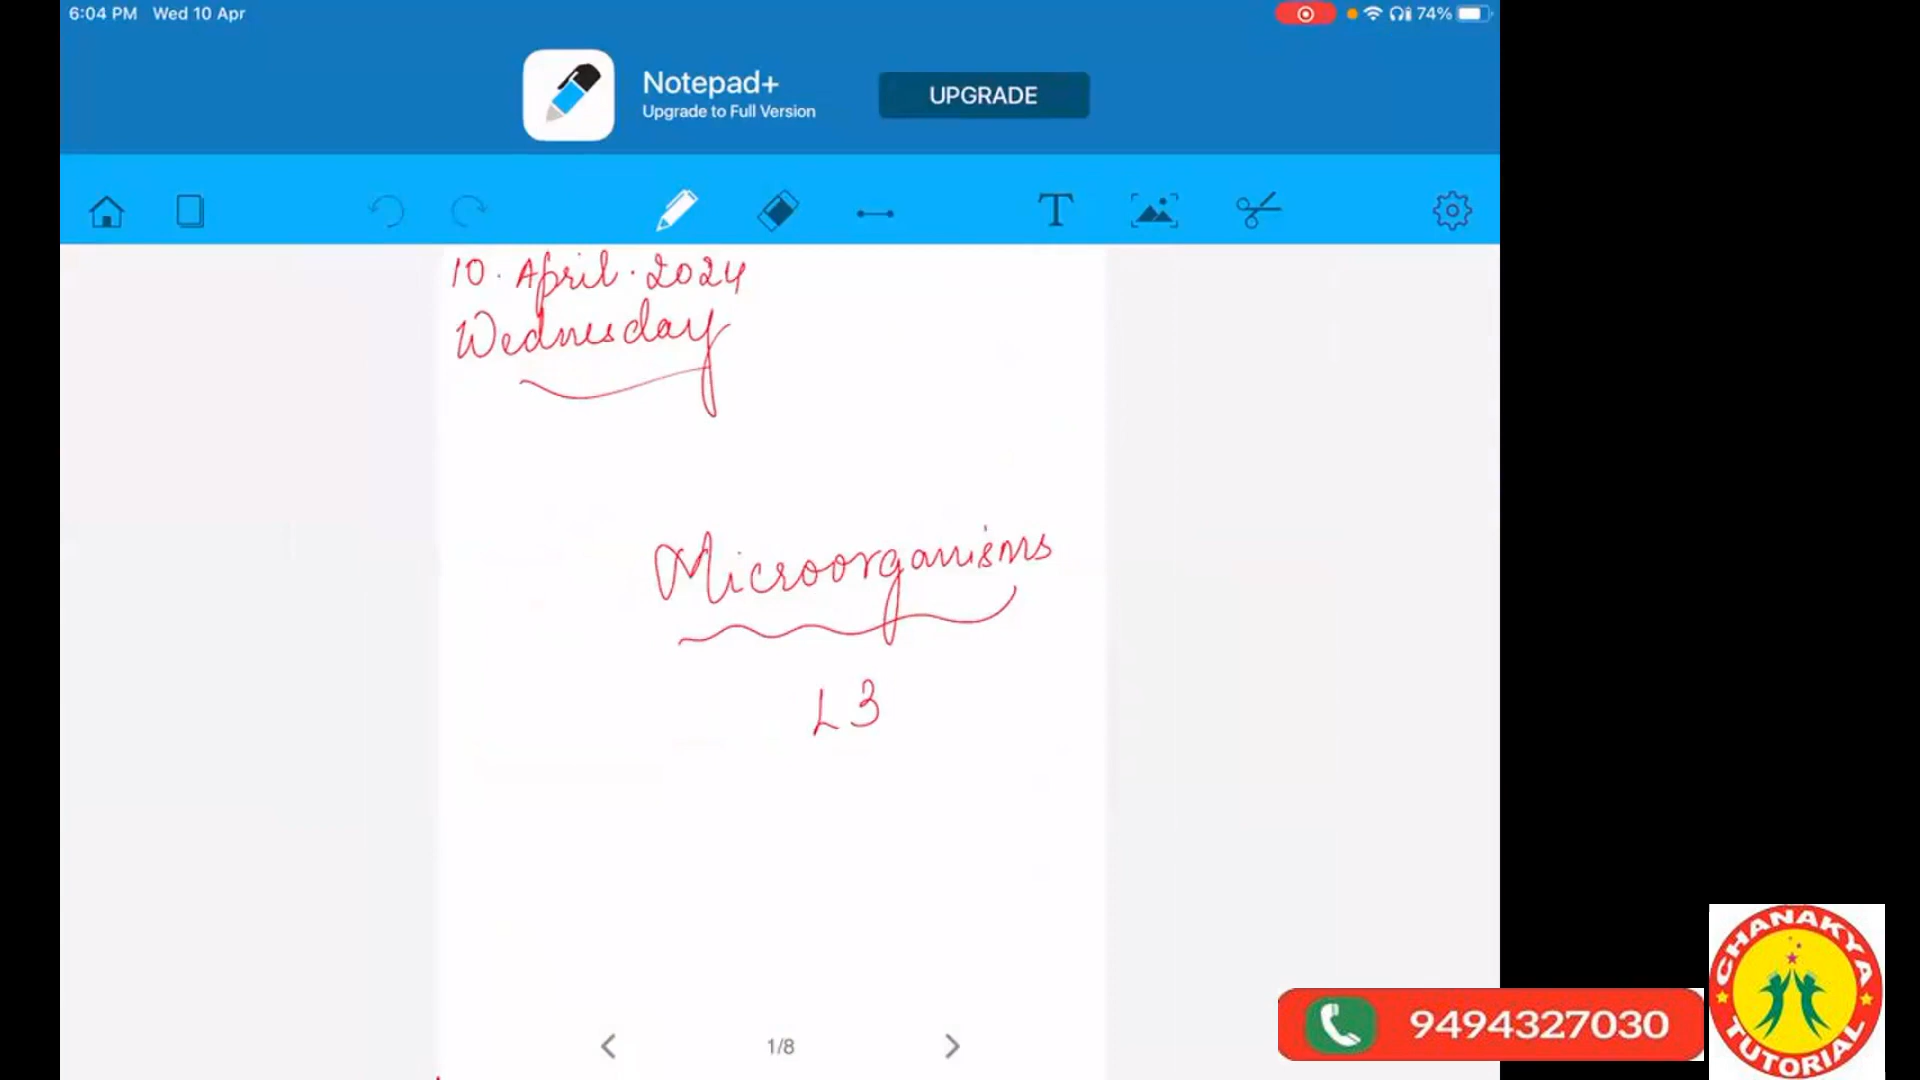 6:04 PM Wed 10 Apr
74%
Notepad+
Upgrade to Full Version
UPGRADE
T
10. April. 2024
Wednesday
Microorganisms
L3
1/8
9494327030
CHANAKYA
TUTORIAL